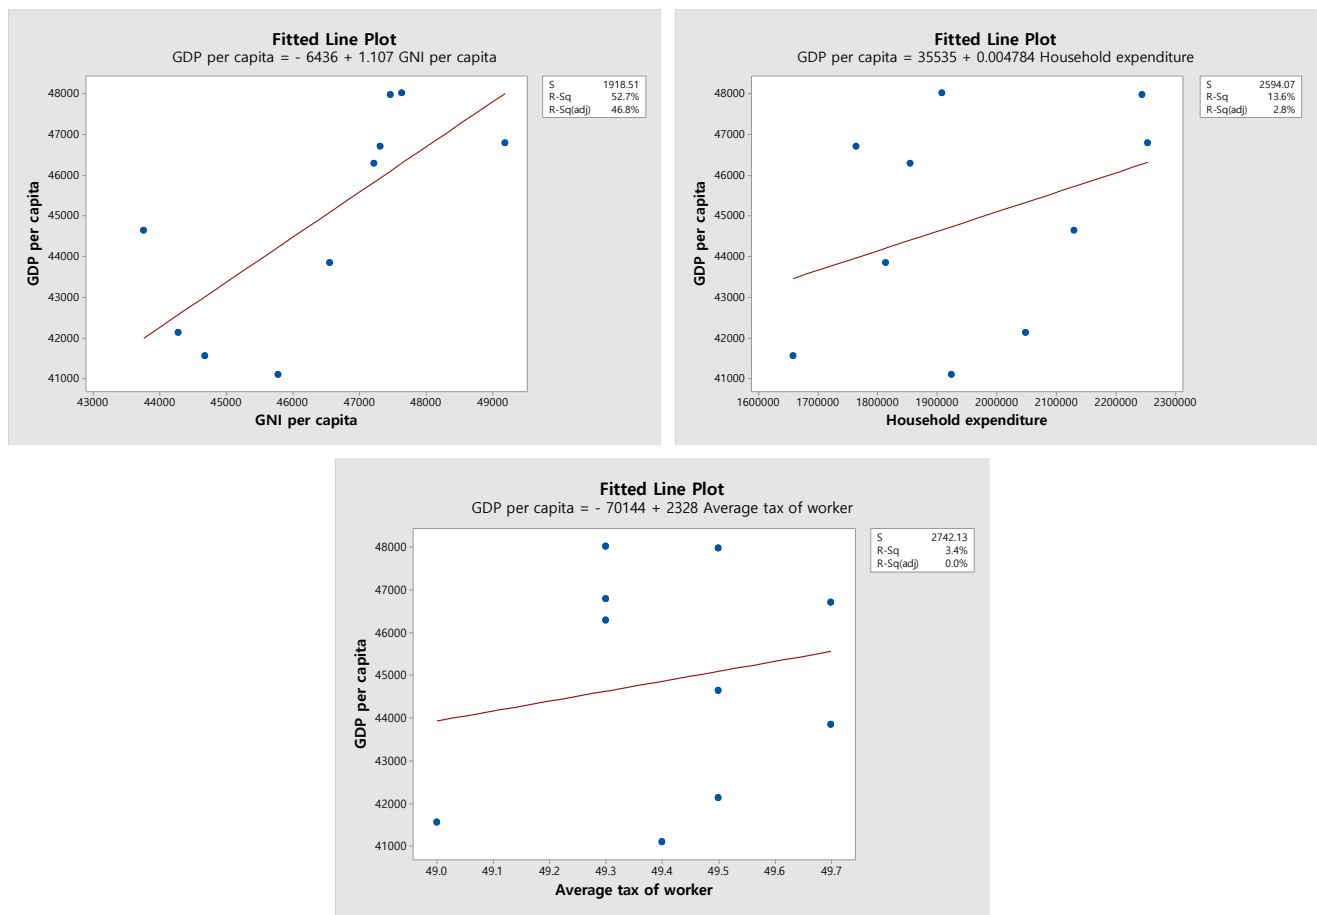 Fitted Line Plot
GDP per capita = - 6436 + 1.107 GNI per capita
S 1918.51
R-Sq 52.7%
R-Sq(adj) 46.8%
48000
47000
46000
45000
44000
43000
42000
41000
GDP per capita
43000 44000 45000 46000 47000 48000 49000
GNI per capita
Fitted Line Plot
GDP per capita = 35535 + 0.004784 Household expenditure
S 2594.07
R-Sq 13.6%
R-Sq(adj) 2.8%
48000
47000
46000
45000
44000
43000
42000
41000
GDP per capita
1600000 1700000 1800000 1900000 2000000 2100000 2200000 2300000
Household expenditure
Fitted Line Plot
GDP per capita = - 70144 + 2328 Average tax of worker
S 2742.13
R-Sq 3.4%
R-Sq(adj) 0.0%
48000
47000
46000
45000
44000
43000
42000
41000
GDP per capita
49.0 49.1 49.2 49.3 49.4 49.5 49.6 49.7
Average tax of worker